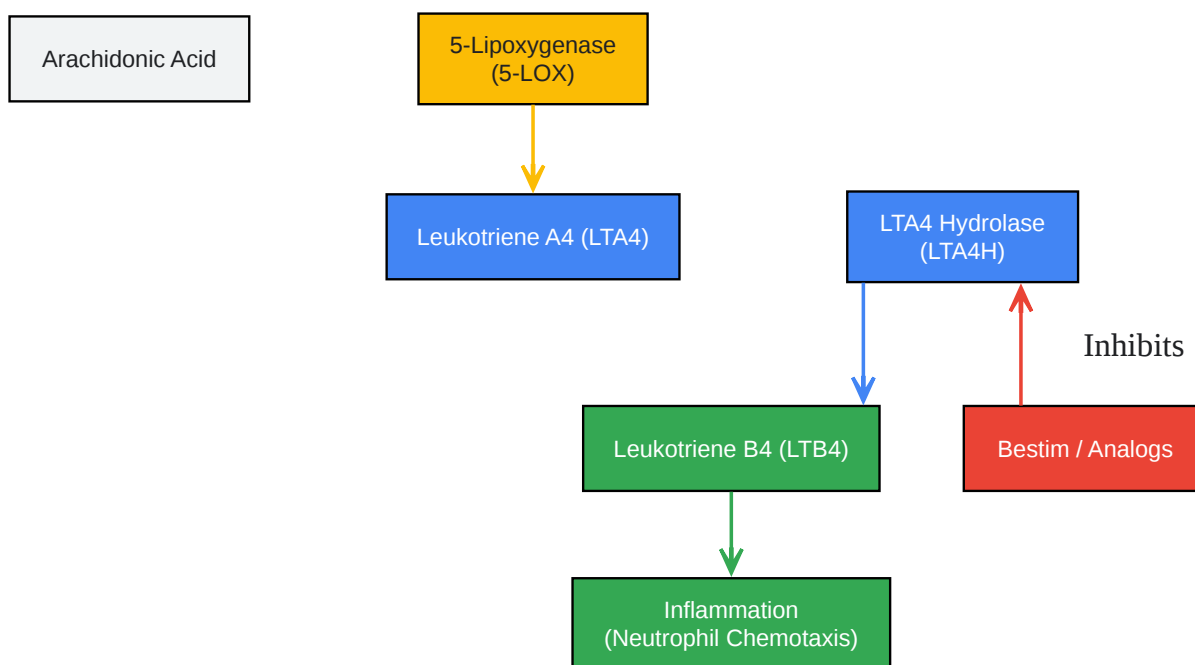 Arachidonic Acid
5-Lipoxygenase
(5-LOX)
Leukotriene A4 (LTA4)
LTA4 Hydrolase
(LTA4H)
Inhibits
Leukotriene B4 (LTB4)
Bestim / Analogs
Inflammation
(Neutrophil Chemotaxis)